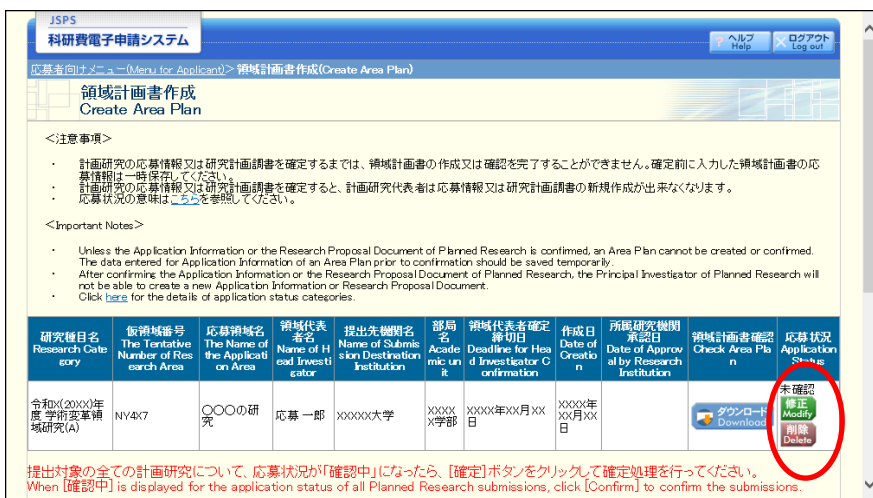 JSPS
科研費電子申請システム
ヘルプ
Help
ログアウト
Log out
応募者向けメニュー(Menu for Applicant)> 領域計画書作成(Create Area Plan)
領域計画書作成
Create Area Plan
<注意事項>
・ 計画研究の応募情報又は研究計画調書を確定するまでは、領域計画書の作成又は確認を完了することができません。確定前に入力した領域計画書の応
募情報は一時保存してください。
・ 計画研究の応募情報又は研究計画調書を確定すると、計画研究代表者は応募情報又は研究計画調書の新規作成が出来なくなります。
・ 応募状況の意味はこちらを参照してください。
<Important Notes>
・ Unless the Application Information or the Research Proposal Document of Planned Research is confirmed, an Area Plan cannot be created or confirmed.
The data entered for Application Information of an Area Plan prior to confirmation should be saved temporarily.
・ After confirming the Application Information or the Research Proposal Document of Planned Research, the Principal Investigator of Planned Research will
not be able to create a new Application Information or Research Proposal Document.
・ Click here for the details of application status categories.
研究種目名
Research Cate
gory
仮領域番号
The Tentative
Number of Res
earch Area
応募領域名
The Name of
the Applicati
on Area
領域代表
者名
Name of H
ead Investi
gator
提出先機関名
Name of Submis
sion Destination
Institution
部局
名
Acade
mic un
it
領域代表者確定
締切日
Deadline for Hea
d Investigator C
onfirmation
作成日
Date of
Creatio
n
所属研究機関
承認日
Date of Approv
al by Research
Institution
領域計画書確認
Check Area Pla
n
応募状況
Application
Status
令和X(20XX)年
度 学術変革領
域研究(A)
NY4X7
○○○の研
究
応募 一郎
XXXXX大学
XXXX
X学部
XXXX年XX月XX
日
XXXX年
XX月XX
日
ダウンロード
Download
未確認
修正
Modify
削除
Delete
提出対象の全ての計画研究について、応募状況が「確認中」になったら、[確定]ボタンをクリックして確定処理を行ってください。
When [確認中] is displayed for the application status of all Planned Research submissions, click [Confirm] to confirm the submissions.